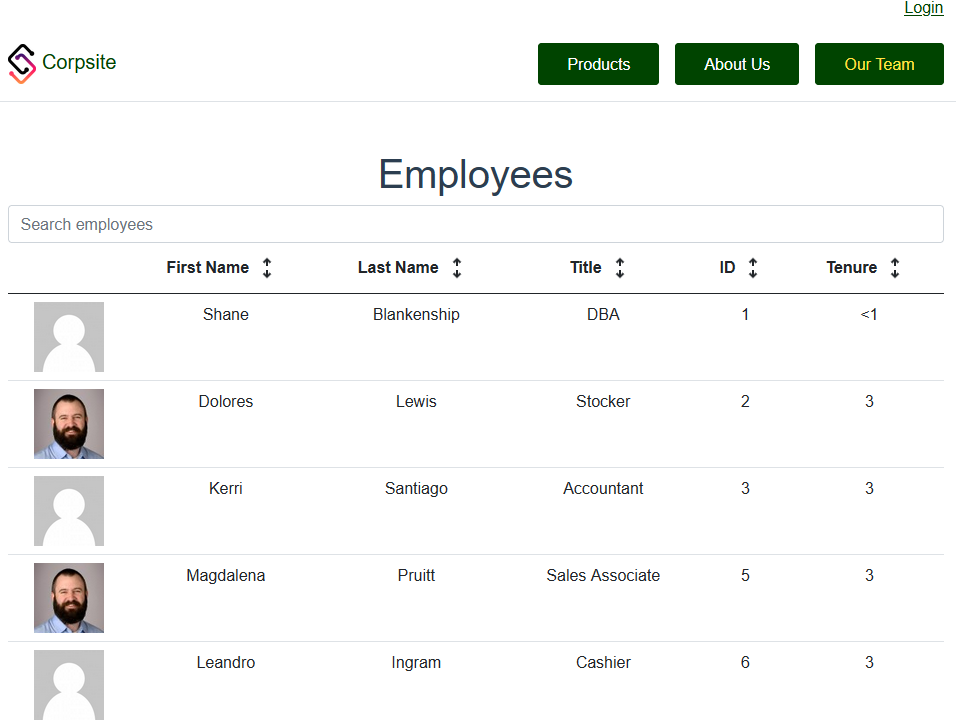 Login
Corpsite
Products About Us Our Team
Employees
Search employees
First Name Last Name Title ID Tenure
Shane Blankenship DBA 1 <1
Dolores Lewis Stocker 2 3
Kerri Santiago Accountant 3 3
Magdalena Pruitt Sales Associate 5 3
Leandro Ingram Cashier 6 3